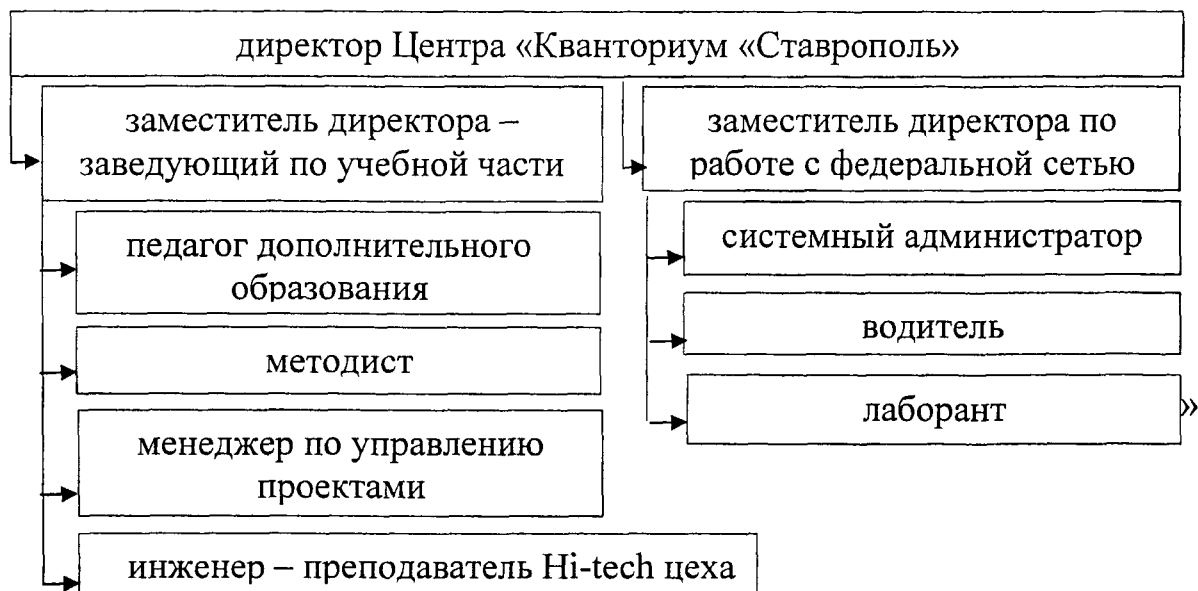 директор Центра «Кванториум «Ставрополь»
заместитель директора –
заведующий по учебной части
педагог дополнительного
образования
методист
менеджер по управлению
проектами
инженер – преподаватель Hi-tech цеха
заместитель директора по
работе с федеральной сетью
системный администратор
водитель
лаборант »